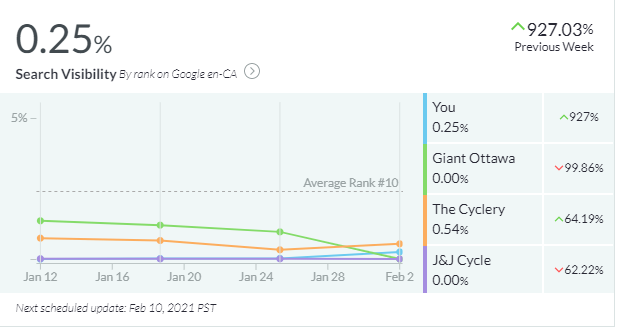 0.25%
927.03%
Previous Week
Search Visibility By rank on Google en-CA
5%
Average Rank #10
Jan 12
Jan 16
Jan 20
Jan 24
Jan 28
Feb 2
You
0.25%
927%
Giant Ottawa
0.00%
99.86%
The Cyclery
0.54%
64.19%
J&J Cycle
0.00%
62.22%
Next scheduled update: Feb 10, 2021 PST